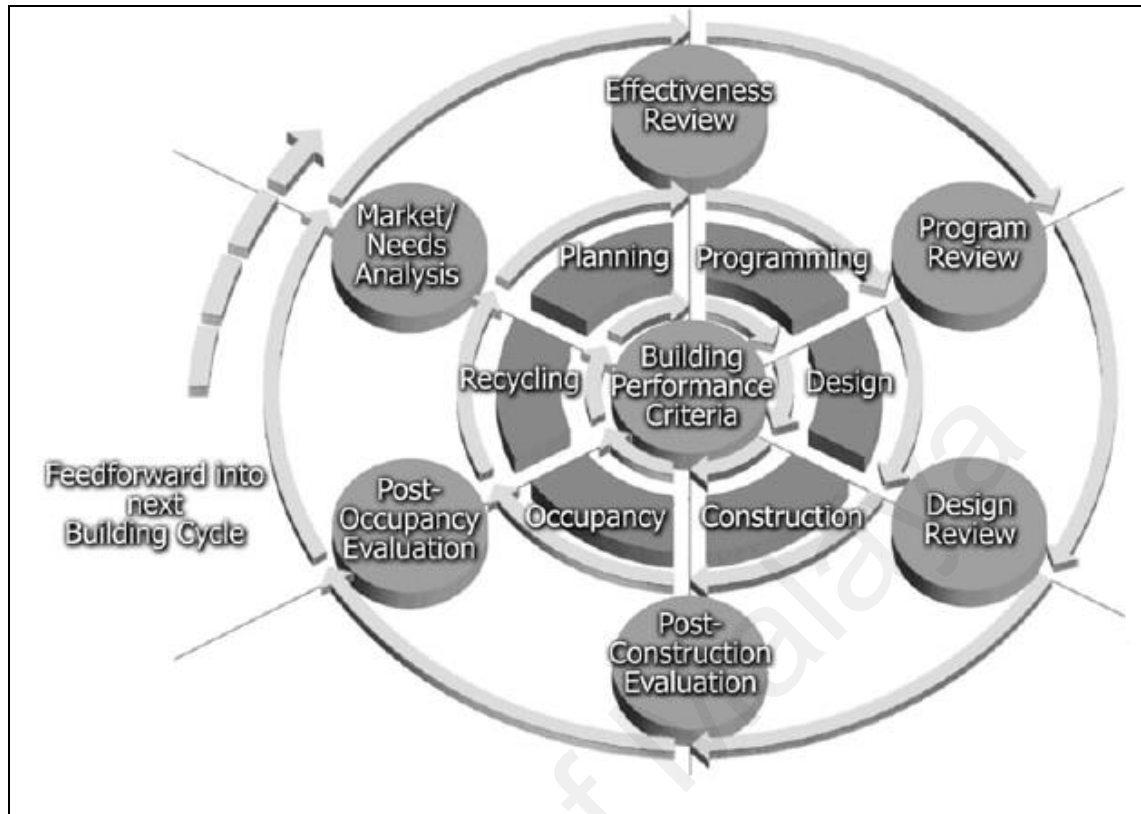 Effectiveness
Review
Market/
Needs
Analysis
Planning
Programming
Program
Review
Recycling
Building
Performance
Criteria
Design
Feedforward into
next
Building Cycle
Post-
Occupancy
Evaluation
Occupancy
Construction
Design
Review
Post-
Construction
Evaluation